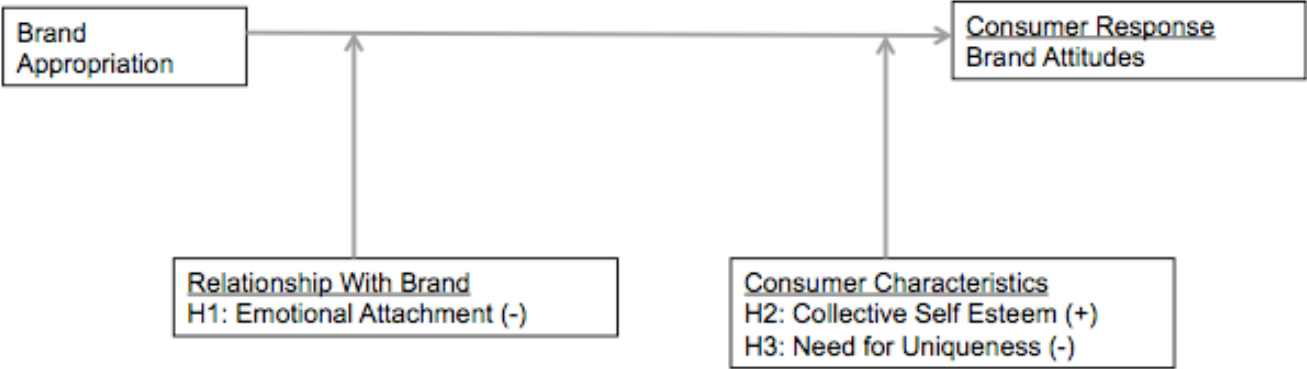 Brand
Appropriation
Consumer Response
Brand Attitudes
Relationship With Brand
H1: Emotional Attachment (-)
Consumer Characteristics
H2: Collective Self Esteem (+)
H3: Need for Uniqueness (-)